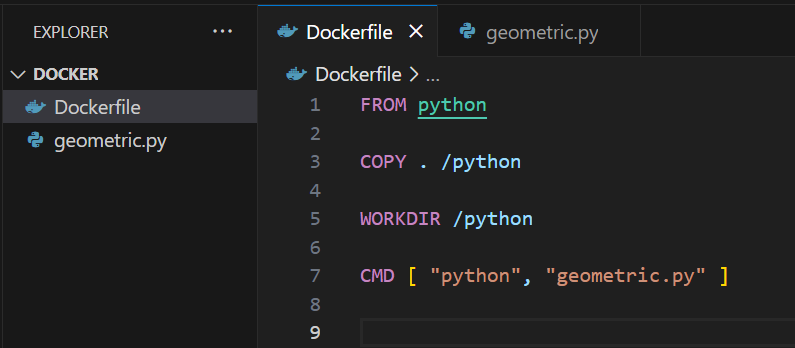 EXPLORER ...
DOCKER
Dockerfile
geometric.py
Dockerfile geometric.py
Dockerfile > ...
1 FROM python
2
3 COPY . /python
4
5 WORKDIR /python
6
7 CMD [ "python", "geometric.py" ]
8
9